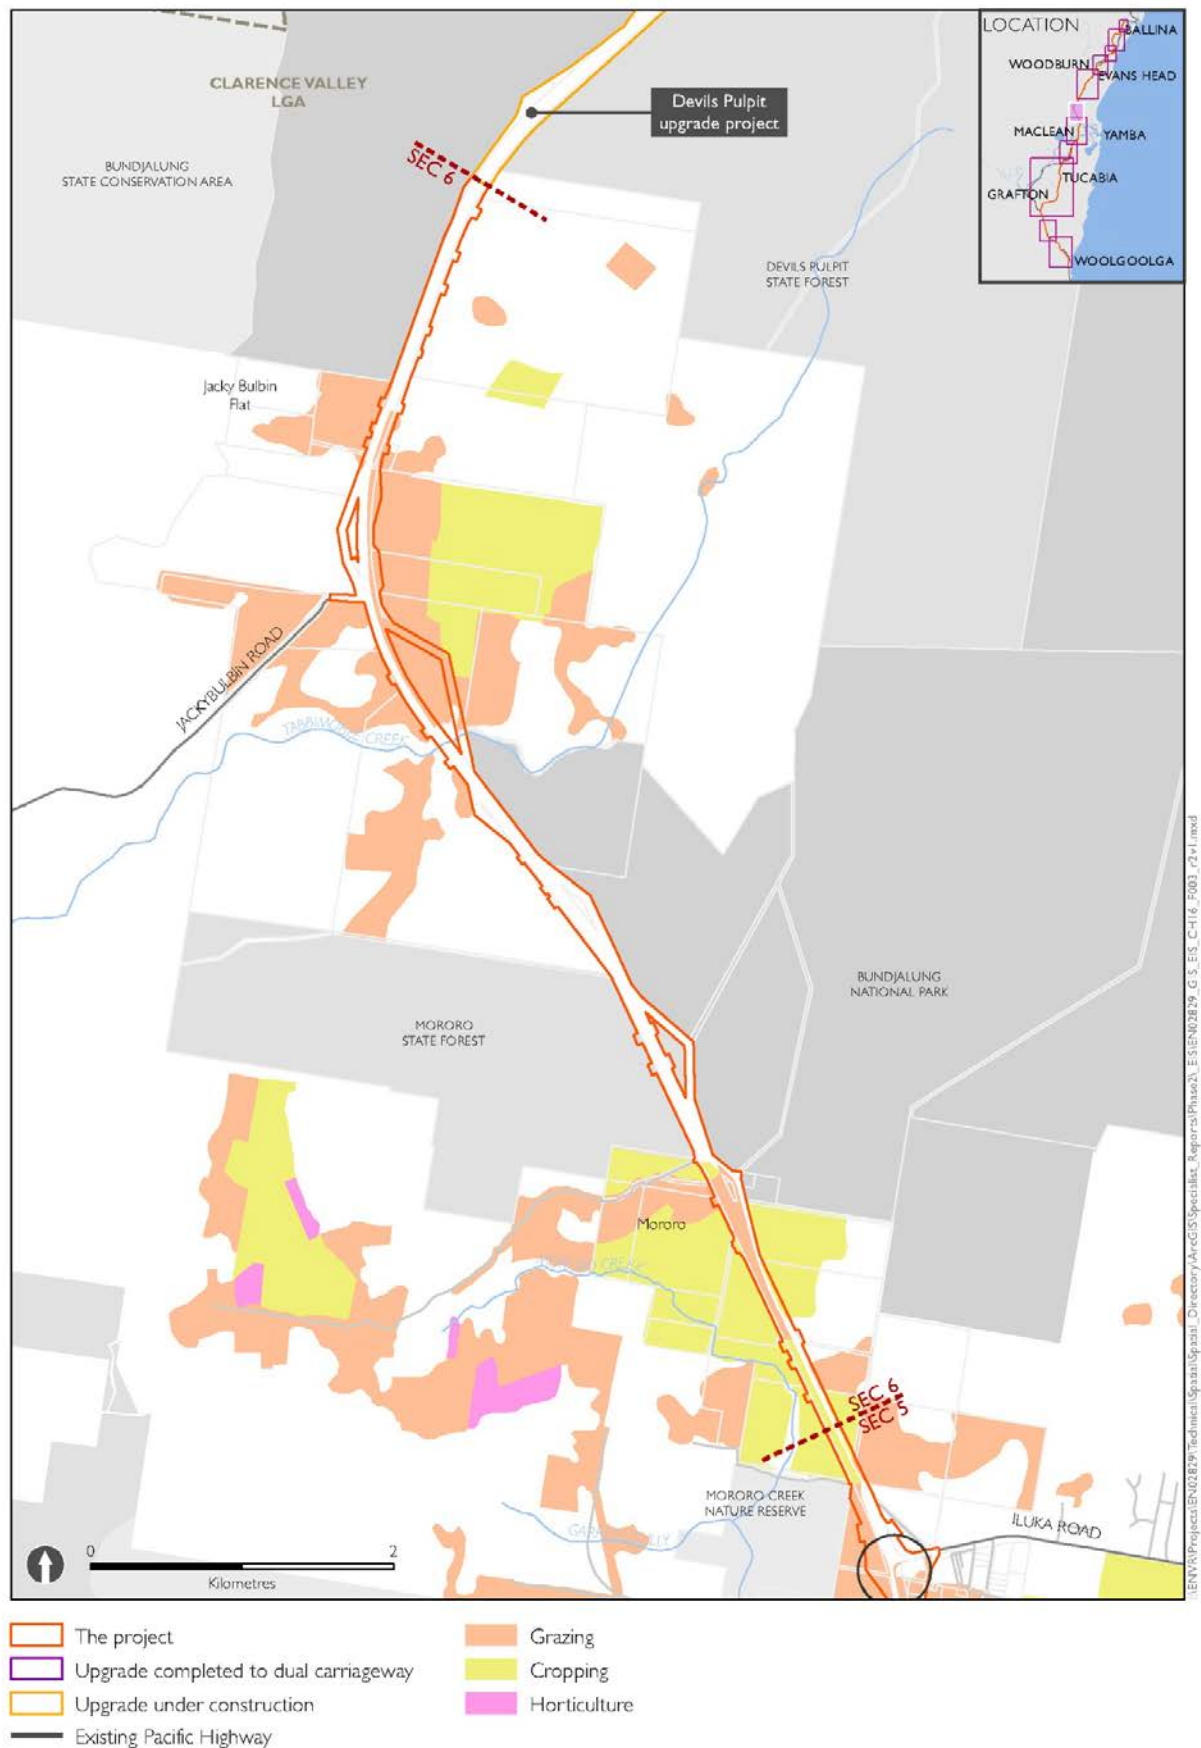 LOCATION
BALLINA
WOODBURN
EVANS HEAD
MACLEAN
YAMBA
TUCABIA
GRAFTON
WOOLGOOLGA
CLARENCE VALLEY
LGA
Devils Pulpit
upgrade project
BUNDJALUNG
STATE CONSERVATION AREA
SEC 6
DEVILS PULPIT
STATE FOREST
Jacky Bulbin
Flat
JACKYBULBIN ROAD
TABBIMOBLE CREEK
BUNDJALUNG
NATIONAL PARK
MORORO
STATE FOREST
Mororo
CREEK
SEC 6
SEC 5
MORORO CREEK
NATURE RESERVE
ILUKA ROAD
0
2
Kilometres
The project
Upgrade completed to dual carriageway
Upgrade under construction
Existing Pacific Highway
Grazing
Cropping
Horticulture